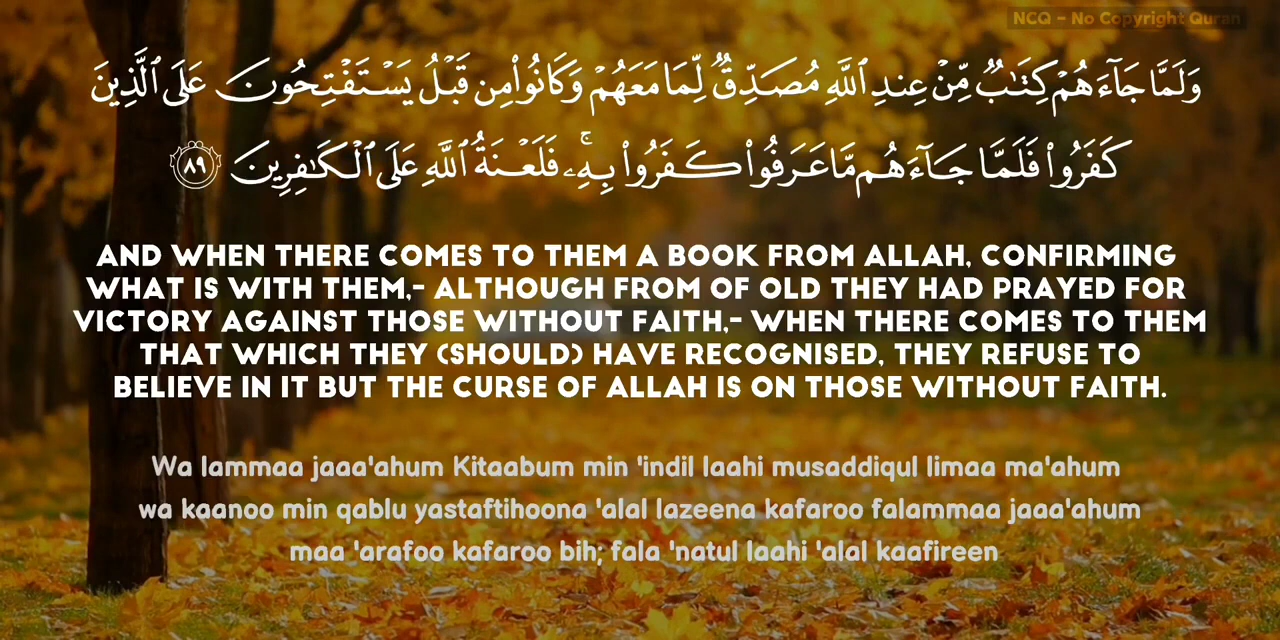 NCQ - No Copyright Quran
وَلَمَّا جَآءَهُمْ كِتَٰبٌ مِّنْ عِندِ ٱللَّهِ مُصَدِّقٌ لِّمَا مَعَهُمْ وَكَانُوا۟ مِن قَبْلُ يَسْتَفْتِحُونَ عَلَى ٱلَّذِينَ
كَفَرُوا۟ فَلَمَّا جَآءَهُم مَّا عَرَفُوا۟ كَفَرُوا۟ بِهِۦ ۚ فَلَعْنَةُ ٱللَّهِ عَلَى ٱلْكَٰفِرِينَ ٨٩
AND WHEN THERE COMES TO THEM A BOOK FROM ALLAH, CONFIRMING
WHAT IS WITH THEM,- ALTHOUGH FROM OF OLD THEY HAD PRAYED FOR
VICTORY AGAINST THOSE WITHOUT FAITH,- WHEN THERE COMES TO THEM
THAT WHICH THEY (SHOULD) HAVE RECOGNISED, THEY REFUSE TO
BELIEVE IN IT BUT THE CURSE OF ALLAH IS ON THOSE WITHOUT FAITH.
Wa lammaa jaaa'ahum Kitaabum min 'indil laahi musaddiqul limaa ma'ahum
wa kaanoo min qablu yastaftihoona 'alal lazeena kafaroo falammaa jaaa'ahum
maa 'arafoo kafaroo bih; fala 'natul laahi 'alal kaafireen